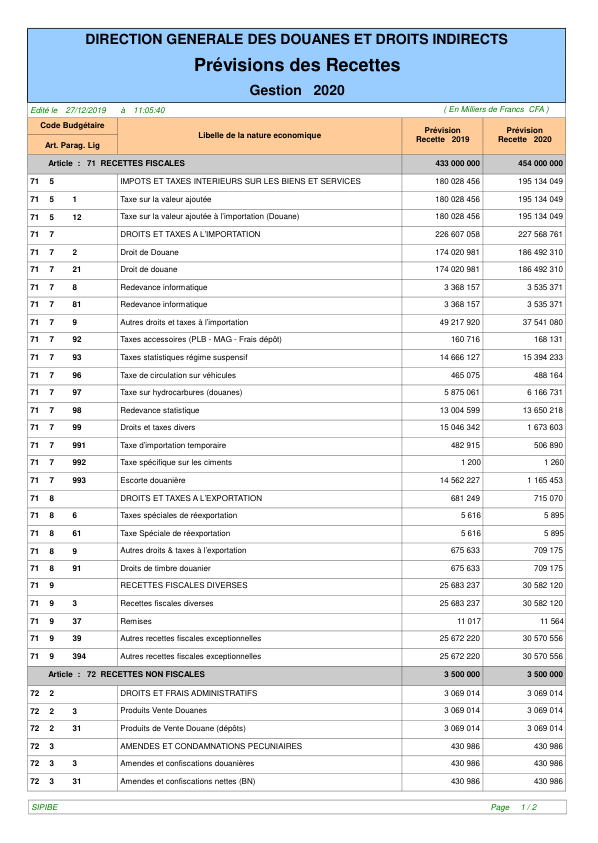 DIRECTION GENERALE DES DOUANES ET DROITS INDIRECTS
Prévisions des Recettes
Gestion 2020
Edité le 27/12/2019 à 11:05:40 ( En Milliers de Francs CFA )
Code Budgétaire
Art. Parag. Lig
Libelle de la nature economique
Prévision Recette 2019
Prévision Recette 2020
Article : 71 RECETTES FISCALES 433 000 000 454 000 000
71 5 IMPOTS ET TAXES INTERIEURS SUR LES BIENS ET SERVICES 180 028 456 195 134 049
71 5 1 Taxe sur la valeur ajoutée 180 028 456 195 134 049
71 5 12 Taxe sur la valeur ajoutée à l'importation (Douane) 180 028 456 195 134 049
71 7 DROITS ET TAXES A L'IMPORTATION 226 607 058 227 568 761
71 7 2 Droit de Douane 174 020 981 186 492 310
71 7 21 Droit de douane 174 020 981 186 492 310
71 7 8 Redevance informatique 3 368 157 3 535 371
71 7 81 Redevance informatique 3 368 157 3 535 371
71 7 9 Autres droits et taxes à l'importation 49 217 920 37 541 080
71 7 92 Taxes accessoires (PLB - MAG - Frais dépôt) 160 716 168 131
71 7 93 Taxes statistiques régime suspensif 14 666 127 15 394 233
71 7 96 Taxe de circulation sur véhicules 465 075 488 164
71 7 97 Taxe sur hydrocarbures (douanes) 5 875 061 6 166 731
71 7 98 Redevance statistique 13 004 599 13 650 218
71 7 99 Droits et taxes divers 15 046 342 1 673 603
71 7 991 Taxe d'importation temporaire 482 915 506 890
71 7 992 Taxe spécifique sur les ciments 1 200 1 260
71 7 993 Escorte douanière 14 562 227 1 165 453
71 8 DROITS ET TAXES A L'EXPORTATION 681 249 715 070
71 8 6 Taxes spéciales de réexportation 5 616 5 895
71 8 61 Taxe Spéciale de réexportation 5 616 5 895
71 8 9 Autres droits & taxes à l'exportation 675 633 709 175
71 8 91 Droits de timbre douanier 675 633 709 175
71 9 RECETTES FISCALES DIVERSES 25 683 237 30 582 120
71 9 3 Recettes fiscales diverses 25 683 237 30 582 120
71 9 37 Remises 11 017 11 564
71 9 39 Autres recettes fiscales exceptionnelles 25 672 220 30 570 556
71 9 394 Autres recettes fiscales exceptionnelles 25 672 220 30 570 556
Article : 72 RECETTES NON FISCALES 3 500 000 3 500 000
72 2 DROITS ET FRAIS ADMINISTRATIFS 3 069 014 3 069 014
72 2 3 Produits Vente Douanes 3 069 014 3 069 014
72 2 31 Produits de Vente Douane (dépôts) 3 069 014 3 069 014
72 3 AMENDES ET CONDAMNATIONS PECUNIAIRES 430 986 430 986
72 3 3 Amendes et confiscations douanières 430 986 430 986
72 3 31 Amendes et confiscations nettes (BN) 430 986 430 986
SIPIBE Page 1 / 2